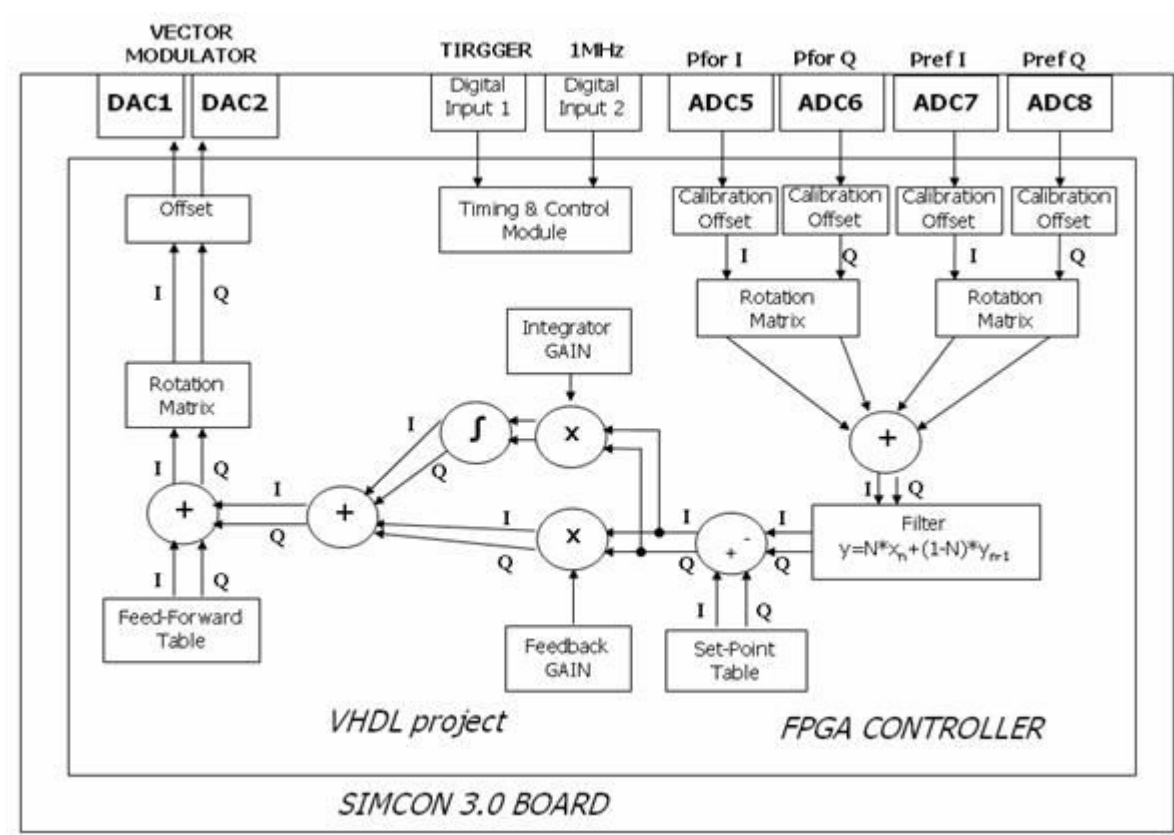 VECTOR
MODULATOR
TIRGGER
1MHz
Pfor I
Pfor Q
Pref I
Pref Q
DAC1
DAC2
Digital
Input 1
Digital
Input 2
ADC5
ADC6
ADC7
ADC8
Offset
Timing & Control
Module
Calibration
Offset
Calibration
Offset
Calibration
Offset
Calibration
Offset
I
Q
I
Q
I
Q
Rotation
Matrix
Rotation
Matrix
Integrator
GAIN
Rotation
Matrix
I
Q
∫
x
+
I
Q
I
Q
+
I
Q
+
I
Q
x
I
Q
+
-
I
Q
Filter
y=N*xn+(1-N)*yn-1
I
Q
Feed-Forward
Table
Feedback
GAIN
I
Q
Set-Point
Table
VHDL project
FPGA CONTROLLER
SIMCON 3.0 BOARD